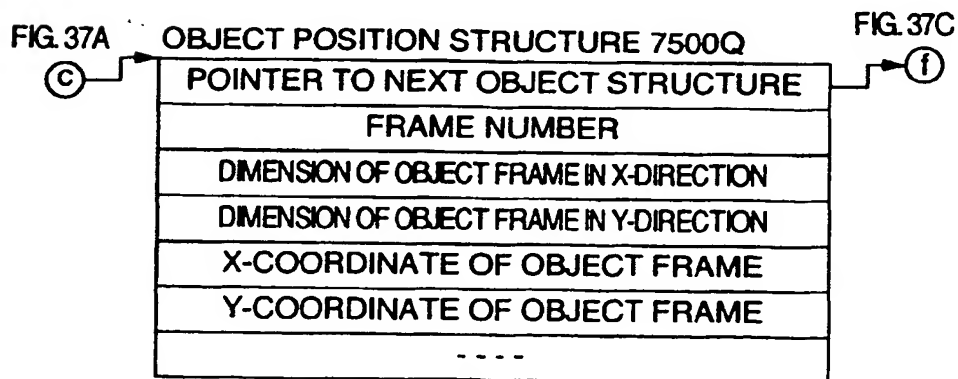 FIG. 37A
FIG. 37C
OBJECT POSITION STRUCTURE 7500Q
c
f
POINTER TO NEXT OBJECT STRUCTURE
FRAME NUMBER
DIMENSION OF OBJECT FRAME IN X-DIRECTION
DIMENSION OF OBJECT FRAME IN Y-DIRECTION
X-COORDINATE OF OBJECT FRAME
Y-COORDINATE OF OBJECT FRAME
- - - -